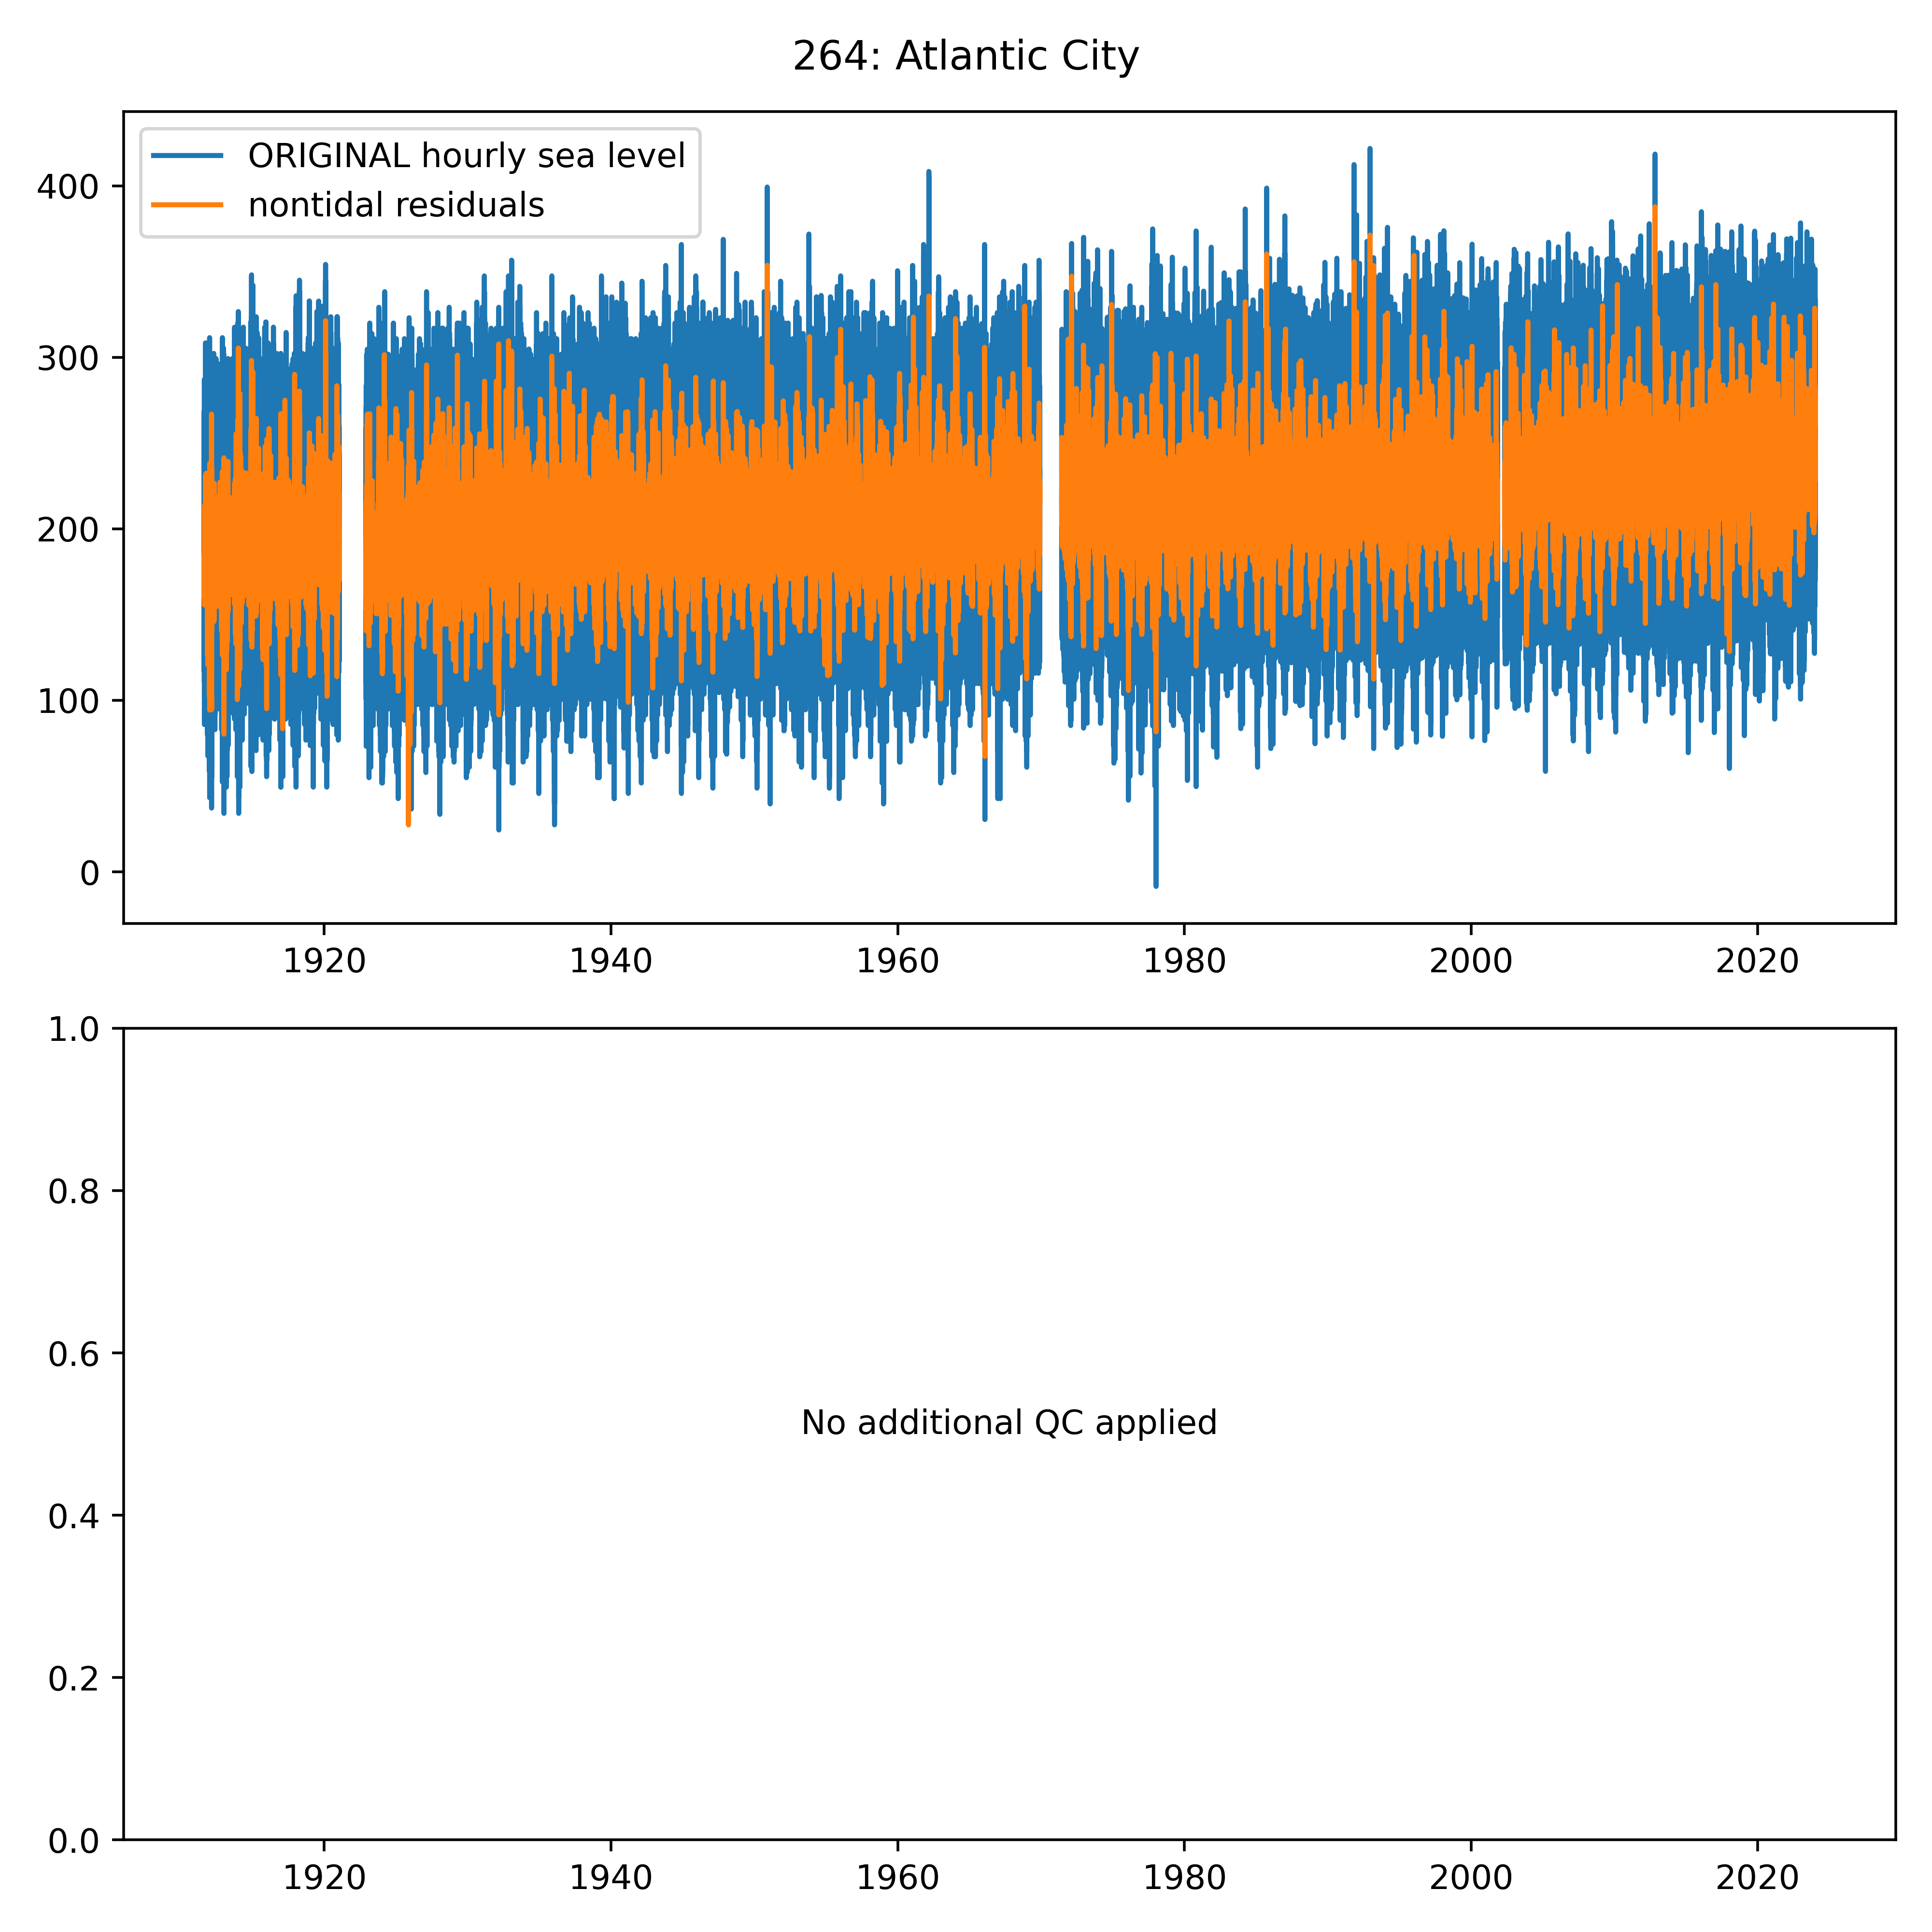 264: Atlantic City
ORIGINAL hourly sea level
nontidal residuals
400
300
200
100
0
1920 1940 1960 1980 2000 2020
1.0
0.8
0.6
No additional QC applied
0.4
0.2
0.0
1920 1940 1960 1980 2000 2020